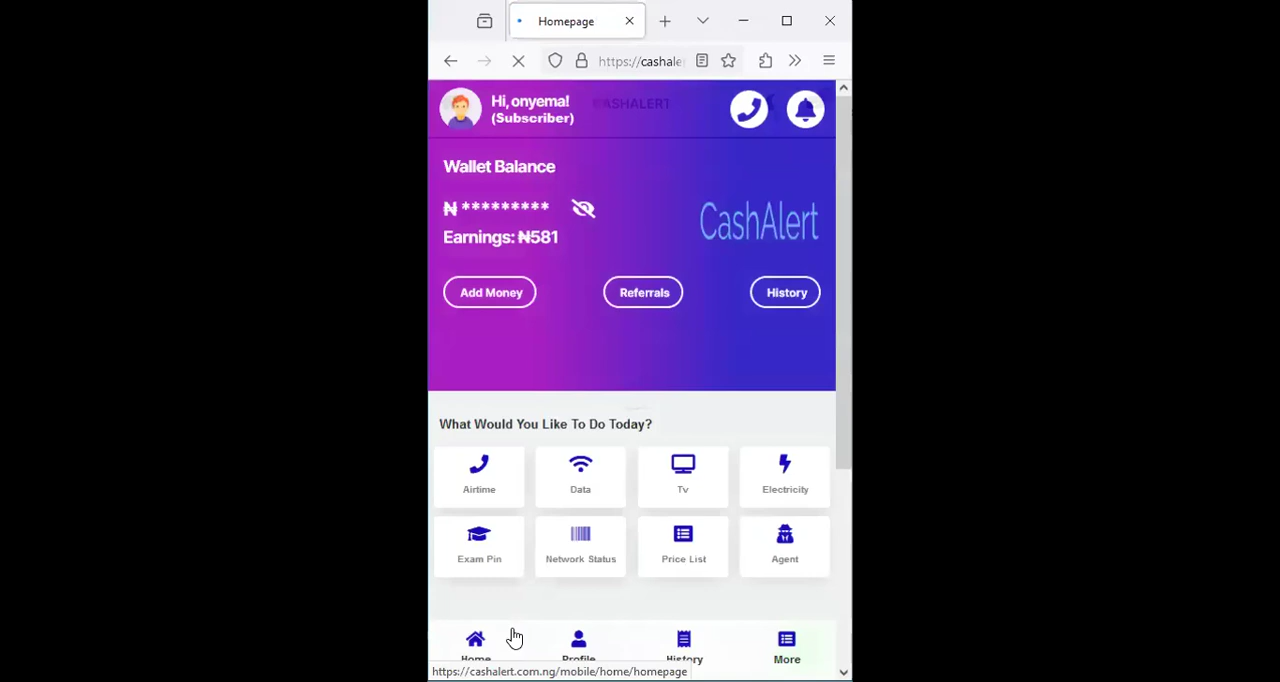 Homepage
https://cashale
Hi, onyema!
(Subscriber)
CASHALERT
Wallet Balance
₦ *********
Earnings: ₦581
CashAlert
Add Money
Referrals
History
What Would You Like To Do Today?
Airtime
Data
Tv
Electricity
Exam Pin
Network Status
Price List
Agent
Home
Profile
History
More
https://cashalert.com.ng/mobile/home/homepage